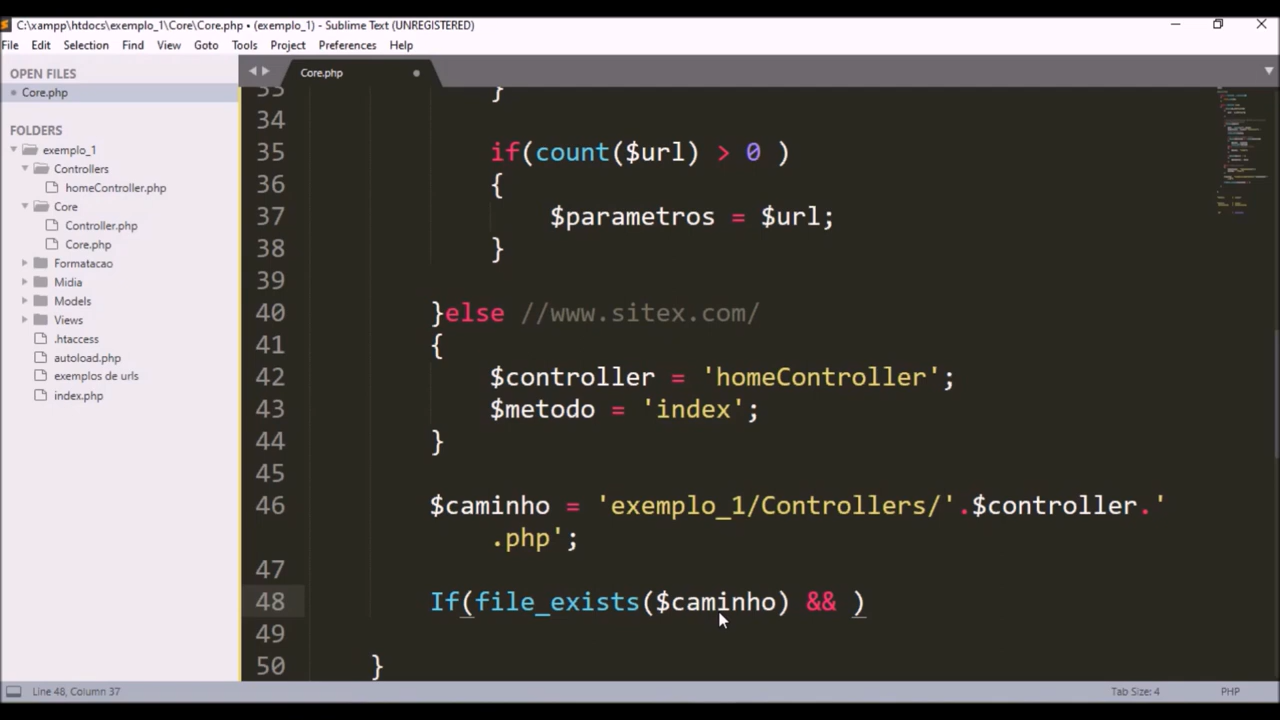 C:\xampp\htdocs\exemplo_1\Core\Core.php • (exemplo_1) - Sublime Text (UNREGISTERED)
File Edit Selection Find View Goto Tools Project Preferences Help
OPEN FILES
Core.php
FOLDERS
exemplo_1
Controllers
homeController.php
Core
Controller.php
Core.php
Formatacao
Midia
Models
Views
.htaccess
autoload.php
exemplos de urls
index.php
Core.php
33 }
34
35 if(count($url) > 0 )
36 {
37 $parametros = $url;
38 }
39
40 }else //www.sitex.com/
41 {
42 $controller = 'homeController';
43 $metodo = 'index';
44 }
45
46 $caminho = 'exemplo_1/Controllers/'.$controller.'
.php';
47
48 If(file_exists($caminho) && )
49
50 }
Line 48, Column 37
Tab Size: 4
PHP